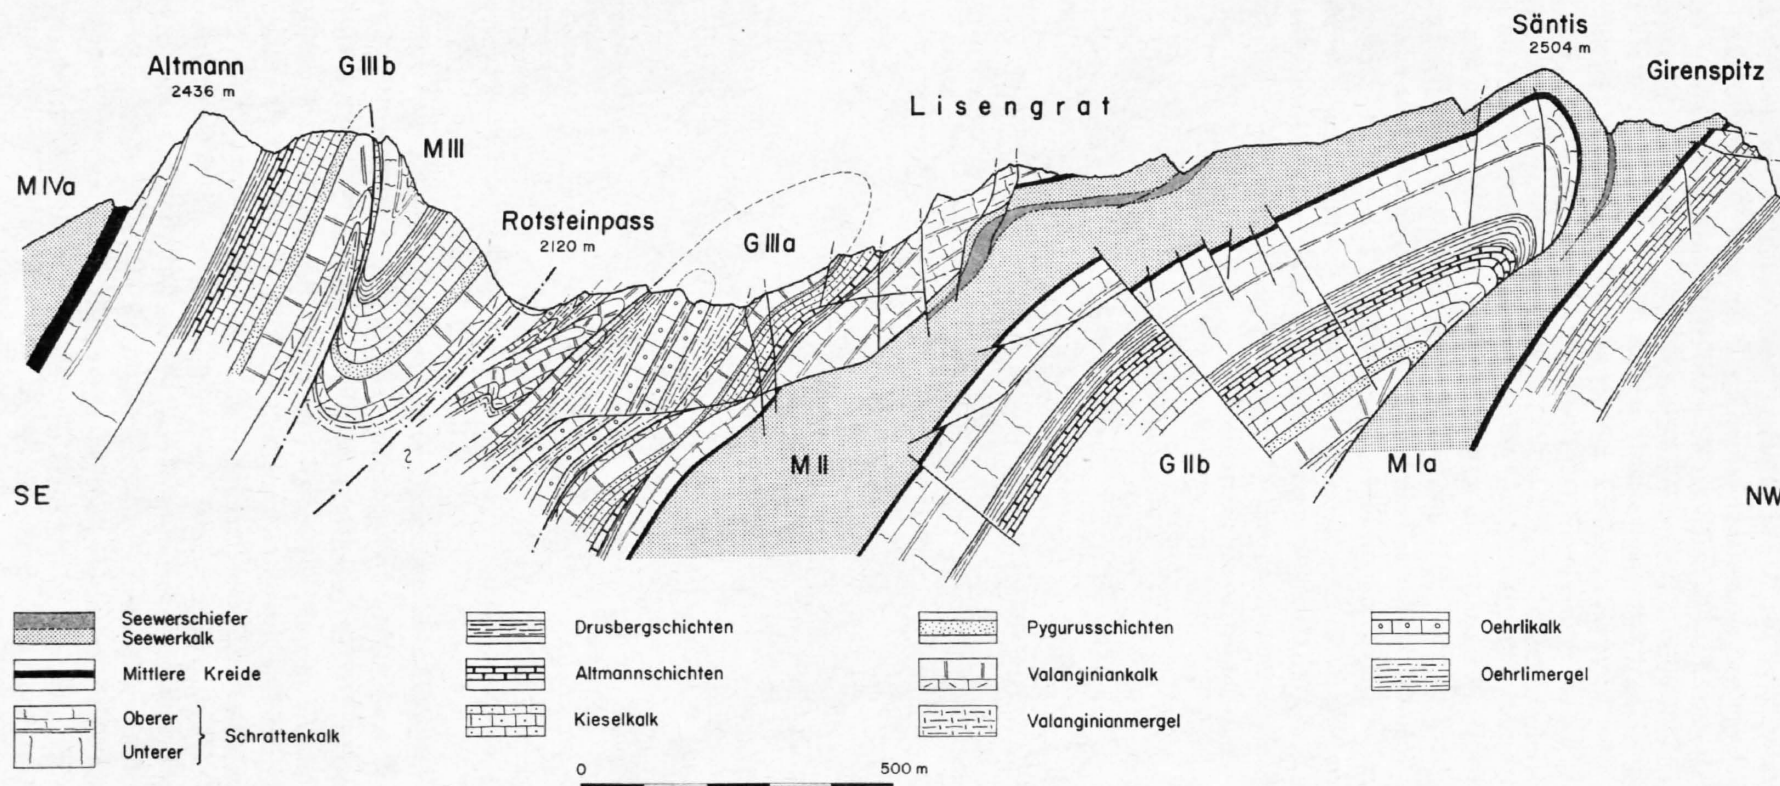 Säntis
2504 m
Altmann
2436 m
G IIIb
Girenspitz
Lisengrat
M III
M IVa
Rotsteinpass
2120 m
G IIIa
?
M II
G IIb
M Ia
SE
NW
Seewerschiefer
Seewerkalk
Mittlere Kreide
Oberer
Unterer
Schrattenkalk
Drusbergschichten
Altmannschichten
Kieselkalk
Pygurusschichten
Valanginiankalk
Valanginianmergel
Oehrlikalk
Oehrlimergel
0 500 m